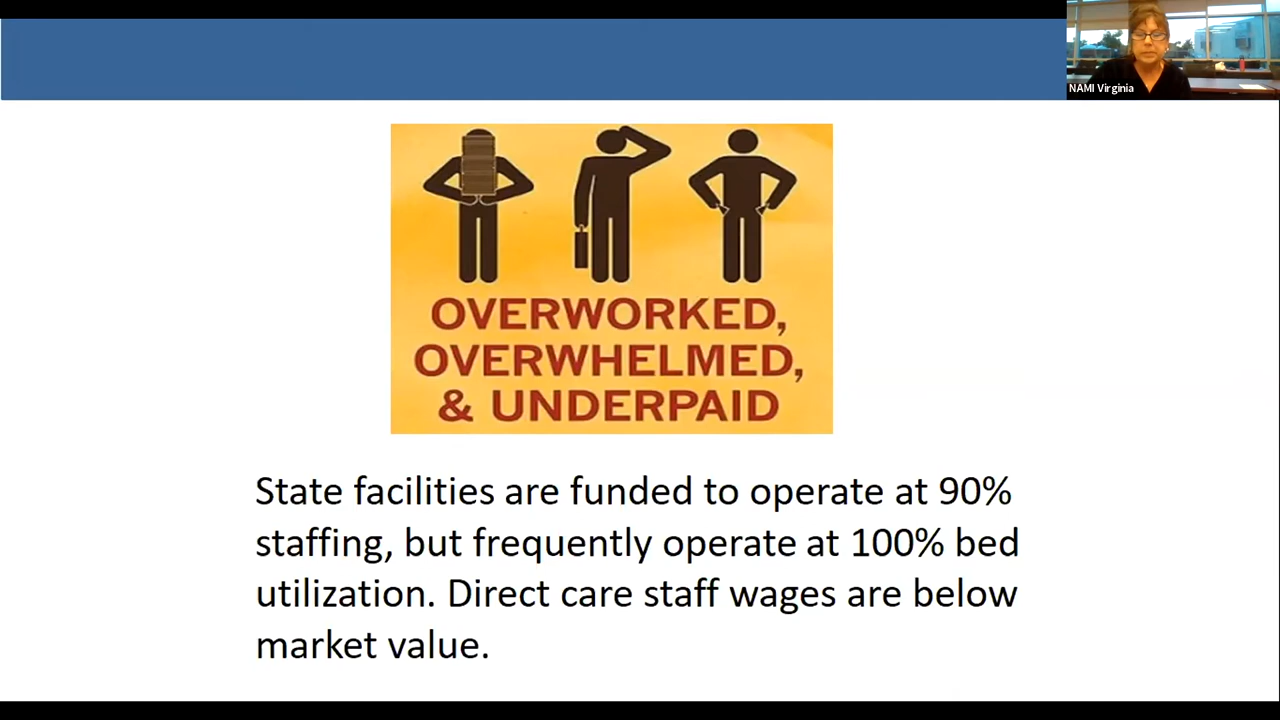 NAMI Virginia
OVERWORKED,
OVERWHELMED,
& UNDERPAID
State facilities are funded to operate at 90%
staffing, but frequently operate at 100% bed
utilization. Direct care staff wages are below
market value.